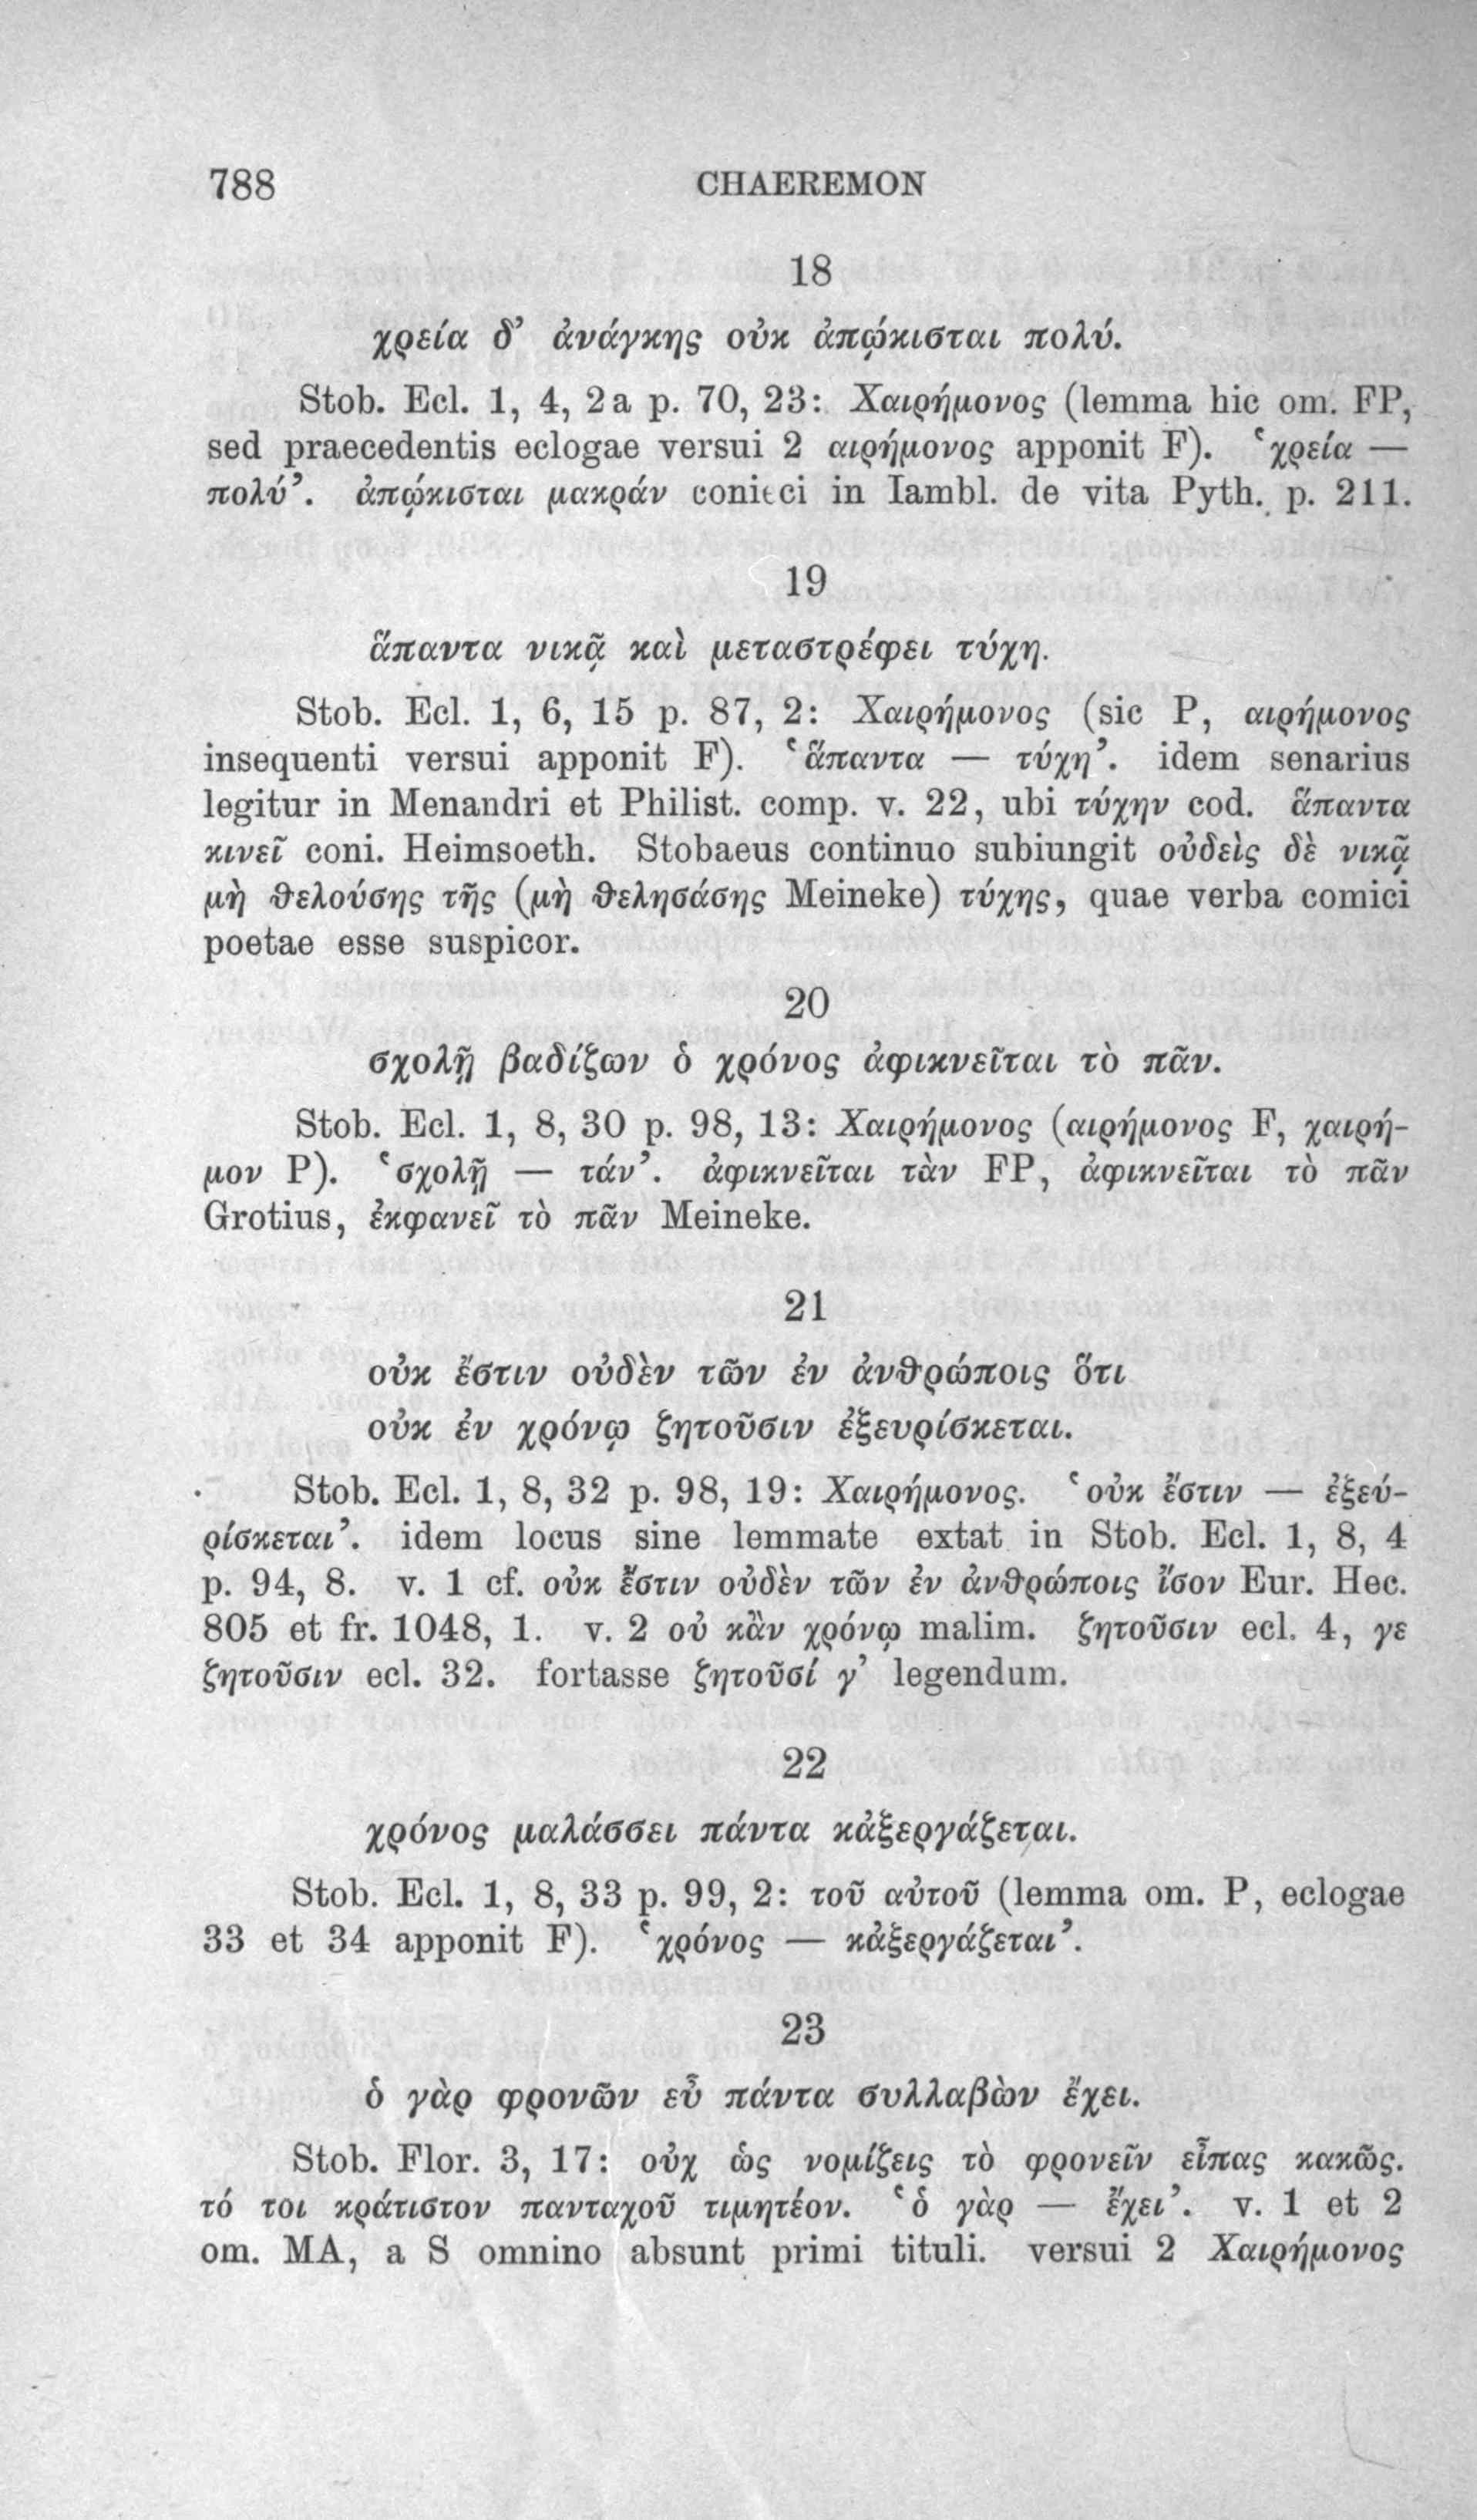 788 CHAEREMON
18
χρεία δ’ ἀνάγκης οὐκ ἀπῴκισται πολύ.
Stob. Ecl. 1, 4, 2a p. 70, 23: Χαιρήμονος (lemma hic om. FP,
sed praecedentis eclogae versui 2 αιρήμονος apponit F). ‘χρεία —
πολύ’. ἀπῴκισται μακράν conieci in Iambl. de vita Pyth. p. 211.
19
ἅπαντα νικᾷ καὶ μεταστρέφει τύχη.
Stob. Ecl. 1, 6, 15 p. 87, 2: Χαιρήμονος (sic P, αιρήμονος
insequenti versui apponit F). ‘ἅπαντα — τύχη’. idem senarius
legitur in Menandri et Philist. comp. v. 22, ubi τύχην cod. ἅπαντα
κινεῖ coni. Heimsoeth. Stobaeus continuo subiungit οὐδεὶς δὲ νικᾷ
μὴ θελούσης τῆς (μὴ θελησάσης Meineke) τύχης, quae verba comici
poetae esse suspicor.
20
σχολῇ βαδίζων ὁ χρόνος ἀφικνεῖται τὸ πᾶν.
Stob. Ecl. 1, 8, 30 p. 98, 13: Χαιρήμονος (αιρήμονος F, χαιρή-
μον P). ‘σχολῇ — τάν’. ἀφικνεῖται τὰν FP, ἀφικνεῖται τὸ πᾶν
Grotius, ἐκφανεῖ τὸ πᾶν Meineke.
21
οὐκ ἔστιν οὐδὲν τῶν ἐν ἀνθρώποις ὅτι
οὐκ ἐν χρόνῳ ζητοῦσιν ἐξευρίσκεται.
Stob. Ecl. 1, 8, 32 p. 98, 19: Χαιρήμονος. ‘οὐκ ἔστιν — ἐξεύ-
ρίσκεται’. idem locus sine lemmate extat in Stob. Ecl. 1, 8, 4
p. 94, 8. v. 1 cf. οὐκ ἔστιν οὐδὲν τῶν ἐν ἀνθρώποις ἴσον Eur. Hec.
805 et fr. 1048, 1. v. 2 οὐ κἂν χρόνῳ malim. ζητοῦσιν ecl. 4, γε
ζητοῦσιν ecl. 32. fortasse ζητοῦσί γ’ legendum.
22
χρόνος μαλάσσει πάντα κἀξεργάζεται.
Stob. Ecl. 1, 8, 33 p. 99, 2: τοῦ αὐτοῦ (lemma om. P, eclogae
33 et 34 apponit F). ‘χρόνος — κἀξεργάζεται’.
23
ὁ γὰρ φρονῶν εὖ πάντα συλλαβὼν ἔχει.
Stob. Flor. 3, 17: οὐχ ὡς νομίζεις τὸ φρονεῖν εἶπας κακῶς.
τό τοι κράτιστον πανταχοῦ τιμητέον. ‘ὁ γὰρ — ἔχει’. v. 1 et 2
om. MA, a S omnino absunt primi tituli. versui 2 Χαιρήμονος